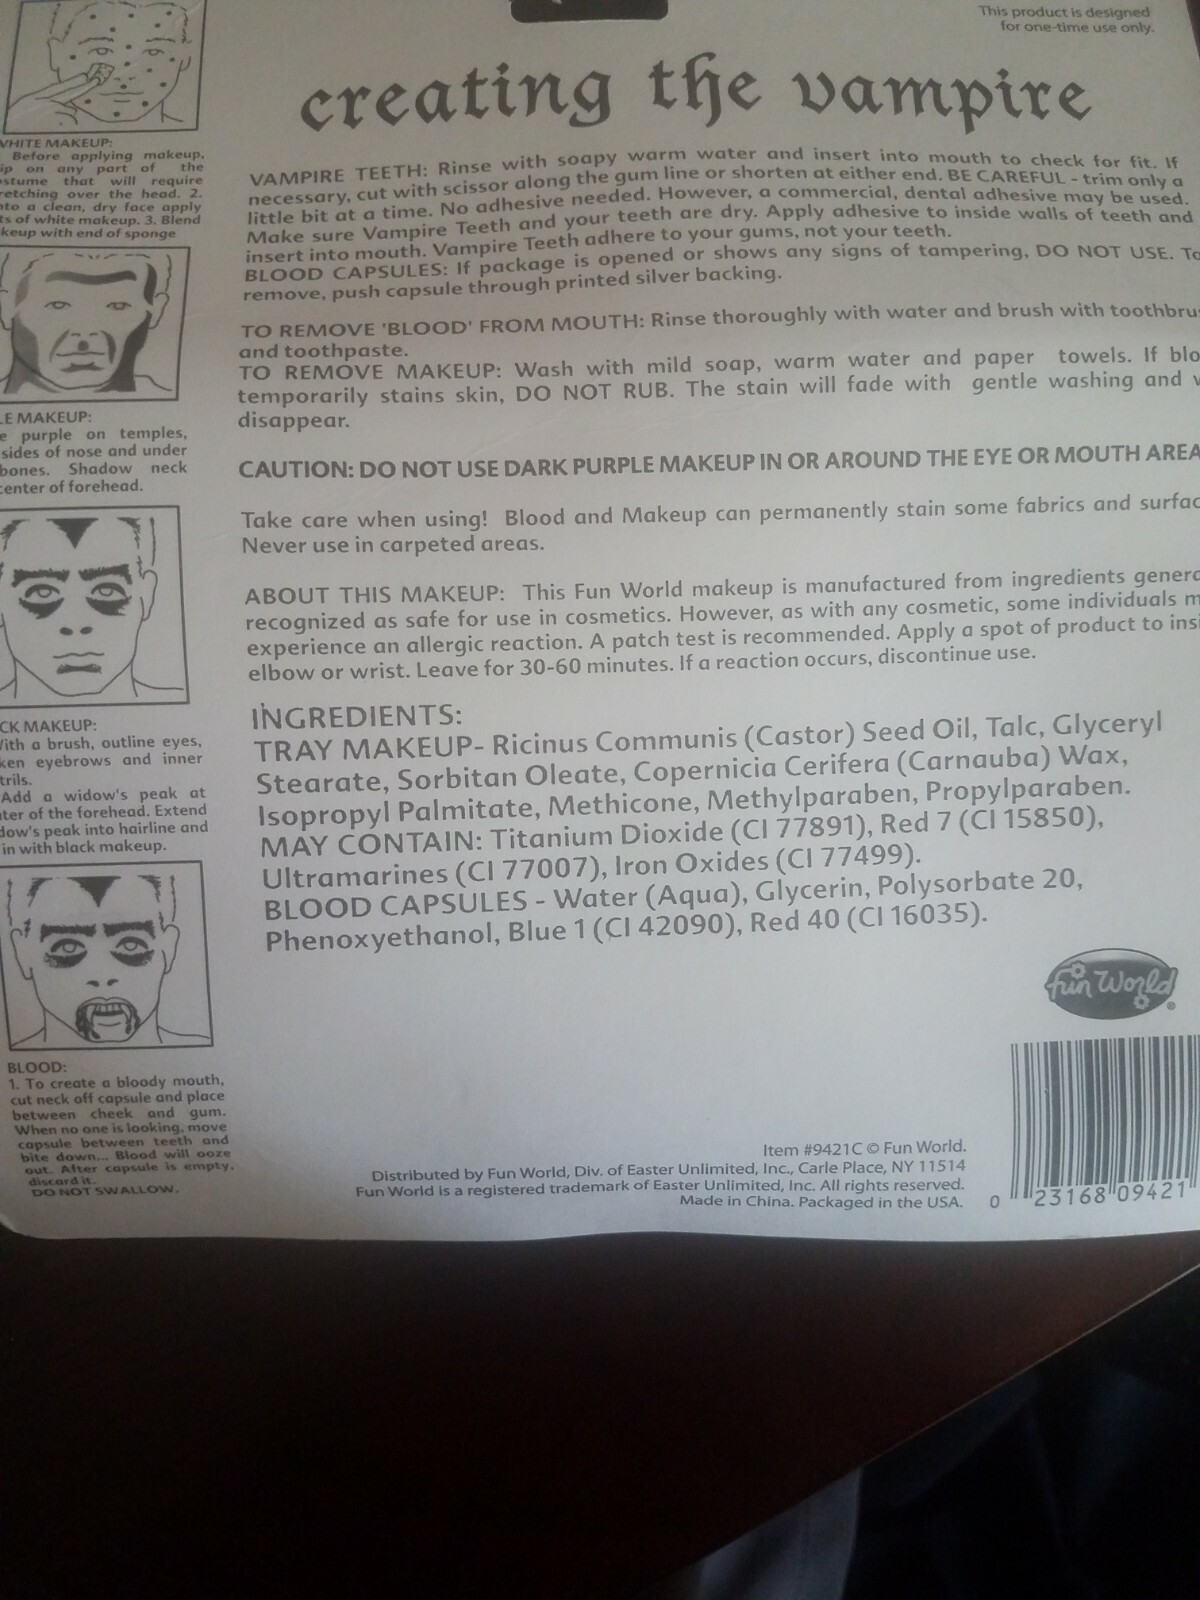 This product is designed
for one-time use only.
creating the vampire
VAMPIRE TEETH: Rinse with soapy warm water and insert into mouth to check for fit. If
necessary, cut with scissor along the gum line or shorten at either end. BE CAREFUL - trim only a
little bit at a time. No adhesive needed. However, a commercial, dental adhesive may be used.
Make sure Vampire Teeth and your teeth are dry. Apply adhesive to inside walls of teeth and
insert into mouth. Vampire Teeth adhere to your gums, not your teeth.
BLOOD CAPSULES: If package is opened or shows any signs of tampering, DO NOT USE. To
remove, push capsule through printed silver backing.
TO REMOVE 'BLOOD' FROM MOUTH: Rinse thoroughly with water and brush with toothbru
and toothpaste.
TO REMOVE MAKEUP: Wash with mild soap, warm water and paper towels. If blo
temporarily stains skin, DO NOT RUB. The stain will fade with gentle washing and
disappear.
CAUTION: DO NOT USE DARK PURPLE MAKEUP IN OR AROUND THE EYE OR MOUTH AREA
Take care when using! Blood and Makeup can permanently stain some fabrics and surfac
Never use in carpeted areas.
ABOUT THIS MAKEUP: This Fun World makeup is manufactured from ingredients genera
recognized as safe for use in cosmetics. However, as with any cosmetic, some individuals m
experience an allergic reaction. A patch test is recommended. Apply a spot of product to insi
elbow or wrist. Leave for 30-60 minutes. If a reaction occurs, discontinue use.
INGREDIENTS:
TRAY MAKEUP- Ricinus Communis (Castor) Seed Oil, Talc, Glyceryl
Stearate, Sorbitan Oleate, Copernicia Cerifera (Carnauba) Wax,
Isopropyl Palmitate, Methicone, Methylparaben, Propylparaben.
MAY CONTAIN: Titanium Dioxide (CI 77891), Red 7 (CI 15850),
Ultramarines (CI 77007), Iron Oxides (CI 77499).
BLOOD CAPSULES - Water (Aqua), Glycerin, Polysorbate 20,
Phenoxyethanol, Blue 1 (CI 42090), Red 40 (CI 16035).
fun World ®
Item #9421C © Fun World.
Distributed by Fun World, Div. of Easter Unlimited, Inc., Carle Place, NY 11514
Fun World is a registered trademark of Easter Unlimited, Inc. All rights reserved.
Made in China. Packaged in the USA.
0 23168 09421
WHITE MAKEUP:
Before applying makeup,
ip on any part of the
ostume that will require
retching over the head. 2.
nto a clean, dry face apply
ts of white makeup. 3. Blend
keup with end of sponge
LE MAKEUP:
e purple on temples,
sides of nose and under
bones. Shadow neck
center of forehead.
CK MAKEUP:
With a brush, outline eyes,
ken eyebrows and inner
trils.
Add a widow's peak at
ter of the forehead. Extend
dow's peak into hairline and
in with black makeup.
BLOOD:
1. To create a bloody mouth,
cut neck off capsule and place
between cheek and gum.
When no one is looking, move
capsule between teeth and
bite down... Blood will ooze
out. After capsule is empty,
discard it.
DO NOT SWALLOW.